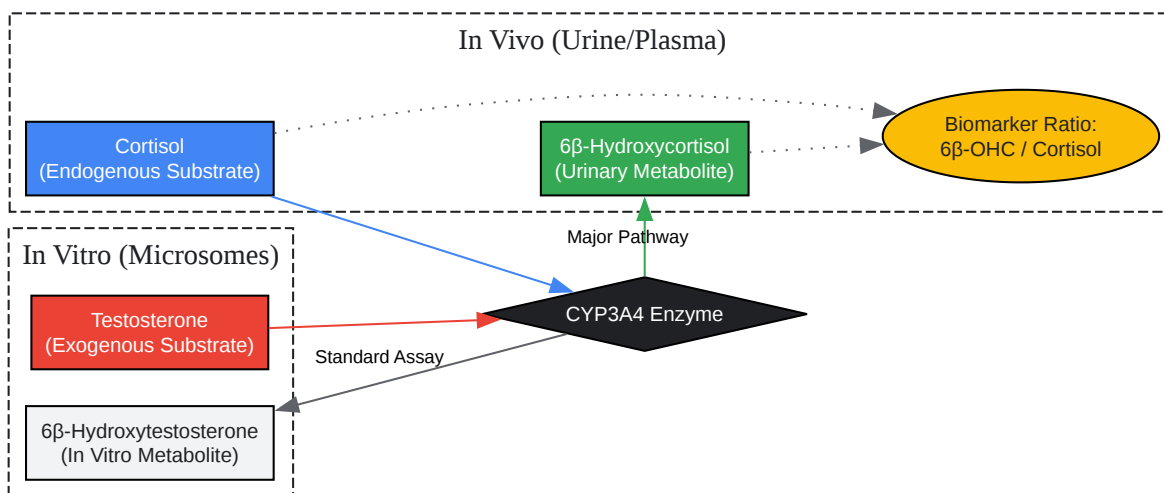 In Vivo (Urine/Plasma)
Cortisol
(Endogenous Substrate)
6β-Hydroxycortisol
(Urinary Metabolite)
Biomarker Ratio:
6β-OHC / Cortisol
Major Pathway
In Vitro (Microsomes)
Testosterone
(Exogenous Substrate)
CYP3A4 Enzyme
Standard Assay
6β-Hydroxytestosterone
(In Vitro Metabolite)